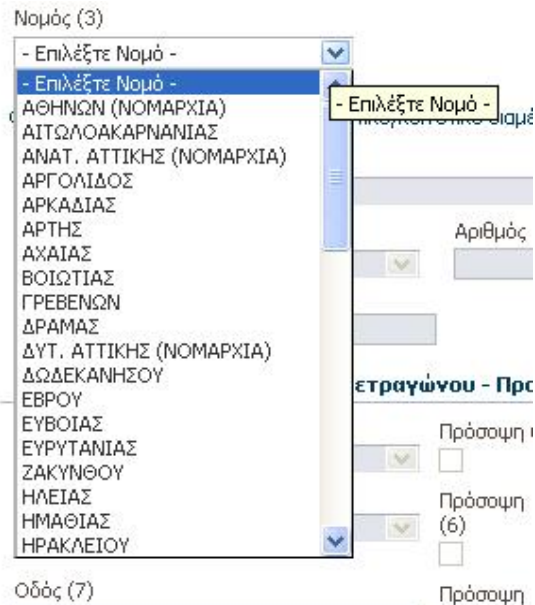 Νομός (3)
- Επιλέξτε Νομό -
- Επιλέξτε Νομό -
- Επιλέξτε Νομό -
ΑΘΗΝΩΝ (ΝΟΜΑΡΧΙΑ)
ΑΙΤΩΛΟΑΚΑΡΝΑΝΙΑΣ
ΑΝΑΤ. ΑΤΤΙΚΗΣ (ΝΟΜΑΡΧΙΑ)
ΑΡΓΟΛΙΔΟΣ
ΑΡΚΑΔΙΑΣ
ΑΡΤΗΣ
Αριθμός
ΑΧΑΙΑΣ
ΒΟΙΩΤΙΑΣ
ΓΡΕΒΕΝΩΝ
ΔΡΑΜΑΣ
ΔΥΤ. ΑΤΤΙΚΗΣ (ΝΟΜΑΡΧΙΑ)
ΔΩΔΕΚΑΝΗΣΟΥ
ετραγώνου - Προ
ΕΒΡΟΥ
ΕΥΒΟΙΑΣ
Πρόσοψη
ΕΥΡΥΤΑΝΙΑΣ
ΖΑΚΥΝΘΟΥ
ΗΛΕΙΑΣ
Πρόσοψη
ΗΜΑΘΙΑΣ
(6)
ΗΡΑΚΛΕΙΟΥ
Οδός (7)
Πρόσοψη